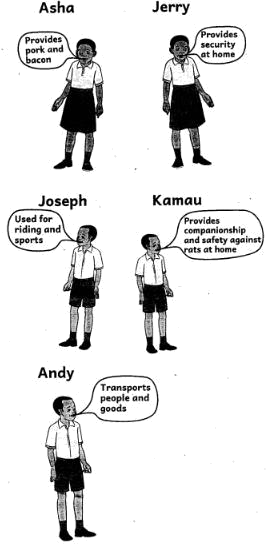 Asha
Jerry
Provides
pork and
bacon
Provides
security
at home
Joseph
Kamau
Used for
riding and
sports
Provides
companionship
and safety against
rats at home
Andy
Transports
people and
goods